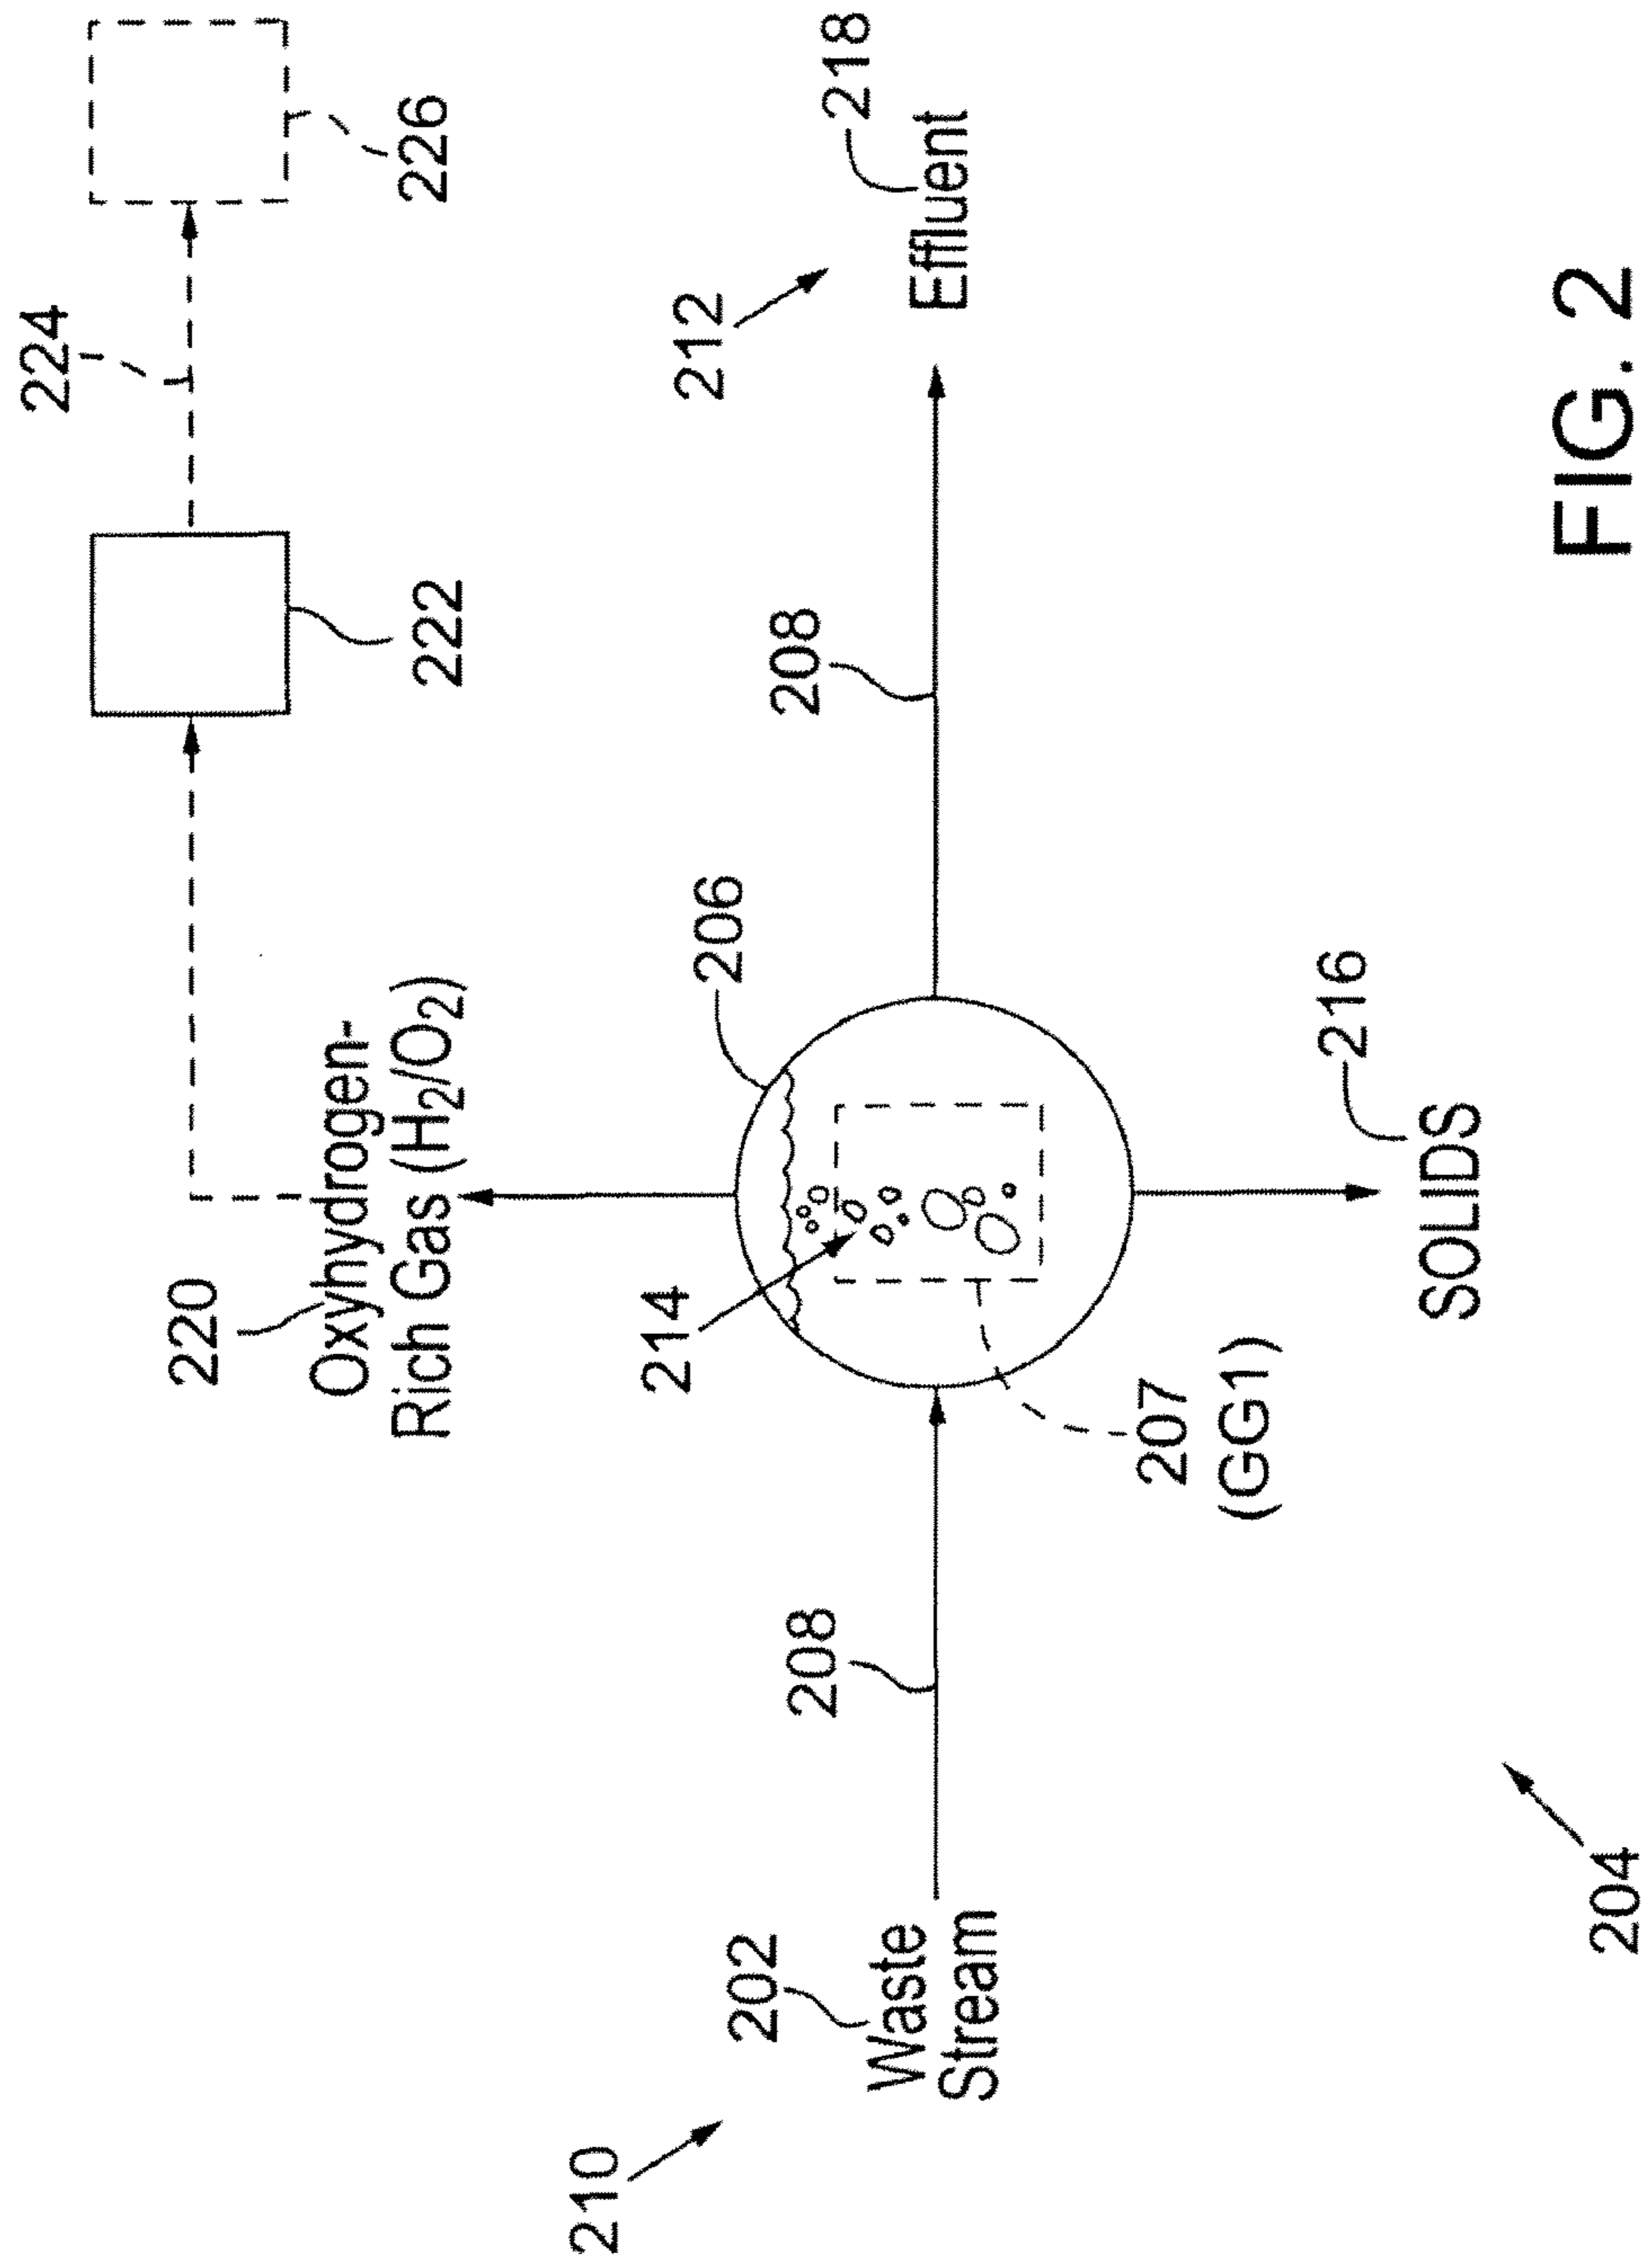 224
226
222
220
Oxyhydrogen-
Rich Gas (H₂/O₂)
206
214
212
218
Effluent
210
202
Waste
Stream
208
208
207
(GG1)
216
SOLIDS
204
FIG. 2